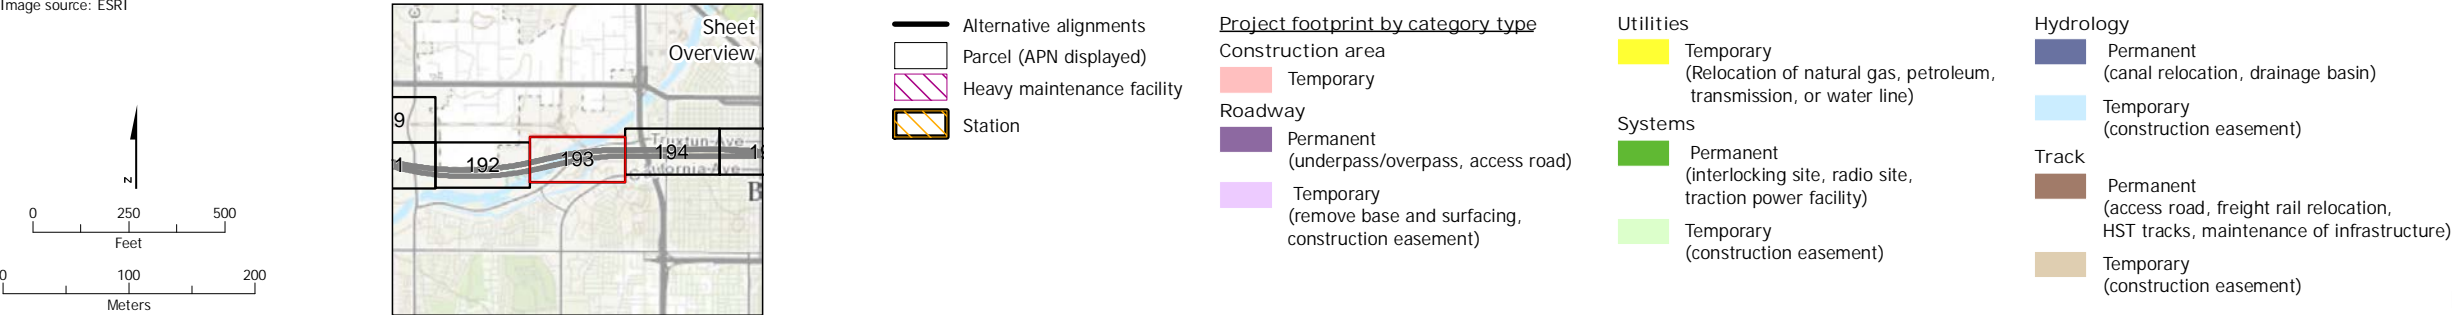 Image source: ESRI
N
0 250 500
Feet
0 100 200
Meters
Sheet
Overview
9
1
192
193
194
19
Truxtun-Ave
California-Ave
B
Alternative alignments
Parcel (APN displayed)
Heavy maintenance facility
Station
Project footprint by category type
Construction area
Temporary
Roadway
Permanent
(underpass/overpass, access road)
Temporary
(remove base and surfacing,
construction easement)
Utilities
Temporary
(Relocation of natural gas, petroleum,
transmission, or water line)
Systems
Permanent
(interlocking site, radio site,
traction power facility)
Temporary
(construction easement)
Hydrology
Permanent
(canal relocation, drainage basin)
Temporary
(construction easement)
Track
Permanent
(access road, freight rail relocation,
HST tracks, maintenance of infrastructure)
Temporary
(construction easement)